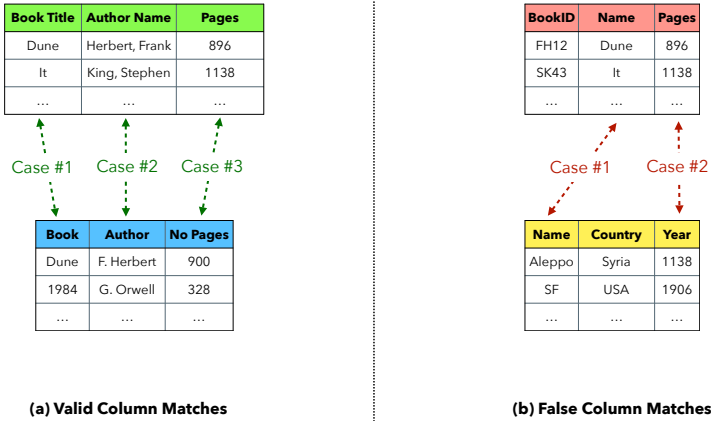 Book Title Author Name Pages
Dune Herbert, Frank 896
It King, Stephen 1138
... ... ...
Case #1 Case #2 Case #3
Book Author No Pages
Dune F. Herbert 900
1984 G. Orwell 328
... ... ...
(a) Valid Column Matches
BookID Name Pages
FH12 Dune 896
SK43 It 1138
... ... ...
Case #1 Case #2
Name Country Year
Aleppo Syria 1138
SF USA 1906
... ... ...
(b) False Column Matches